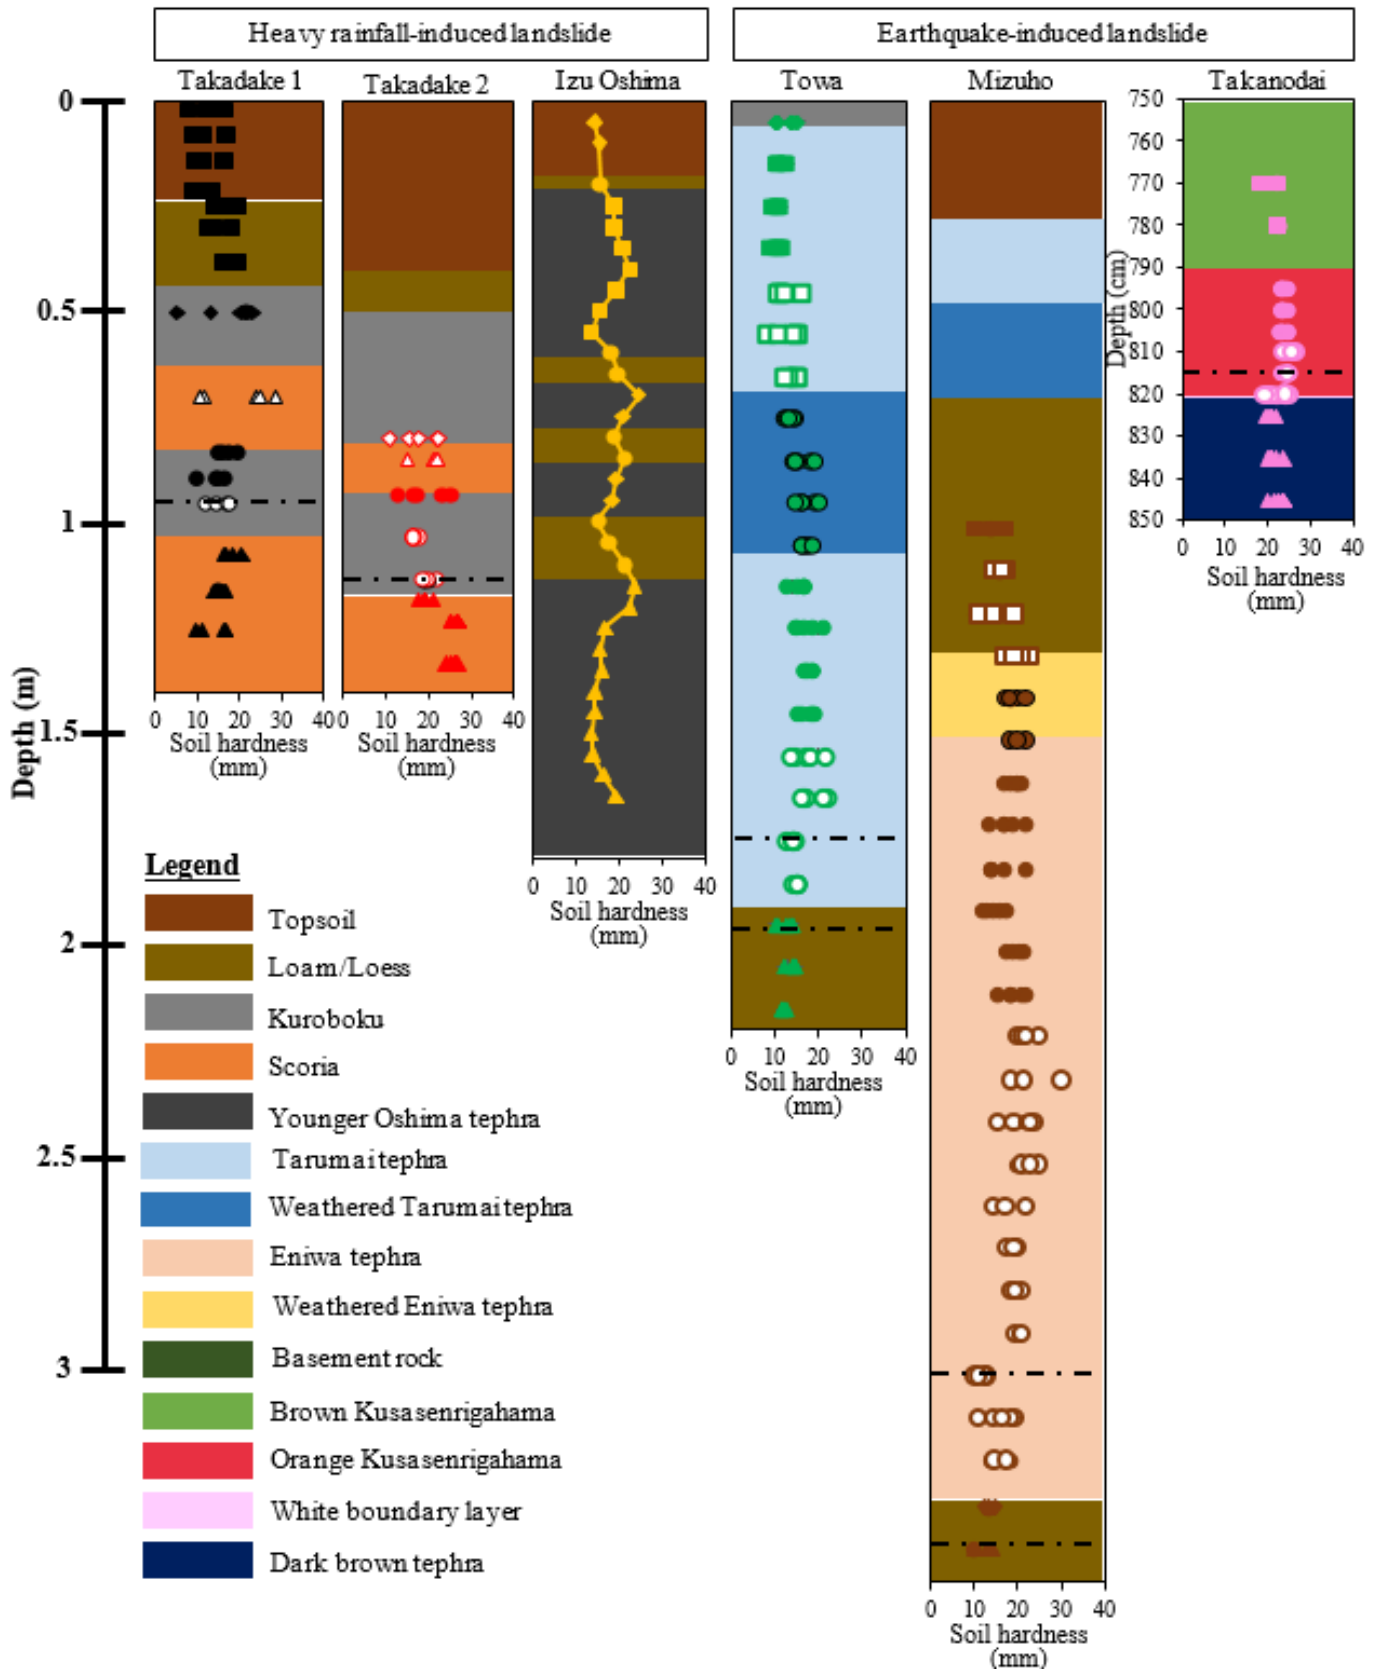 Heavy rainfall-induced landslide
Earthquake-induced landslide
Takadake 1
Takadake 2
Izu Oshima
Towa
Mizuho
Takanodai
Depth (m)
0
0.5
1
1.5
2
2.5
3
0 10 20 30 40
Soil hardness
(mm)
0 10 20 30 40
Soil hardness
(mm)
0 10 20 30 40
Soil hardness
(mm)
0 10 20 30 40
Soil hardness
(mm)
0 10 20 30 40
Soil hardness
(mm)
Depth (cm)
750
760
770
780
790
800
810
820
830
840
850
0 10 20 30 40
Soil hardness
(mm)
Legend
Topsoil
Loam/Loess
Kuroboku
Scoria
Younger Oshima tephra
Tarumai tephra
Weathered Tarumai tephra
Eniwa tephra
Weathered Eniwa tephra
Basement rock
Brown Kusasenrigahama
Orange Kusasenrigahama
White boundary layer
Dark brown tephra